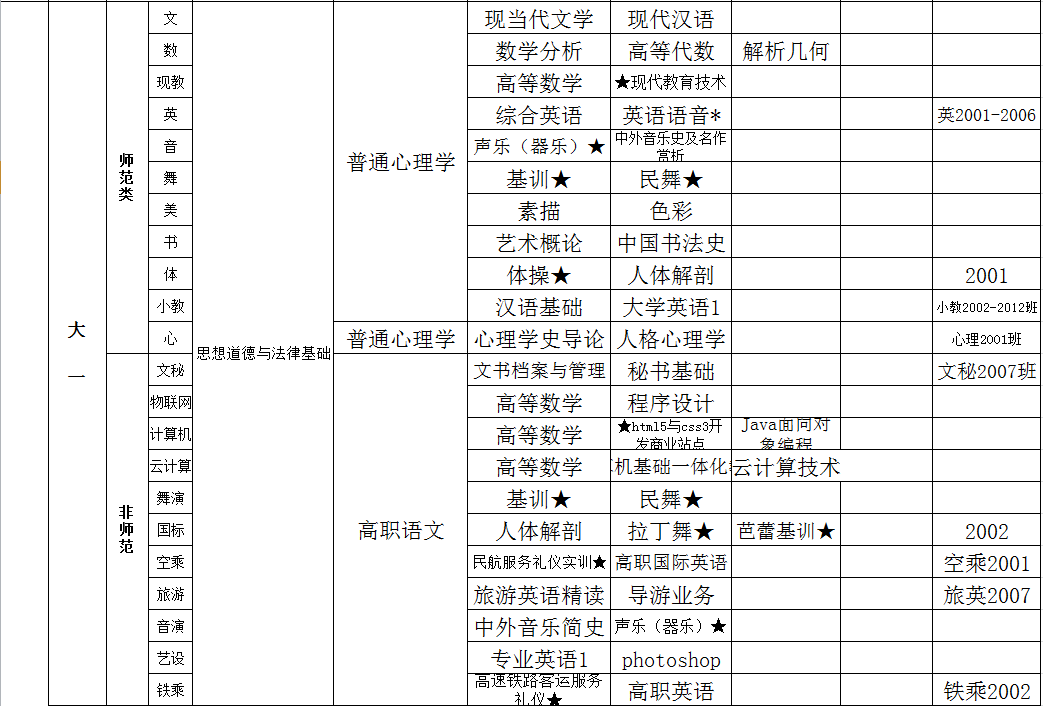 文 现当代文学 现代汉语
数 数学分析 高等代数 解析几何
现教 高等数学 ★现代教育技术
英 综合英语 英语语音* 英2001-2006
音 声乐（器乐）★ 中外音乐史及名作
赏析
师范类
普通心理学
舞 基训★ 民舞★
美 素描 色彩
书 艺术概论 中国书法史
体 体操★ 人体解剖 2001
小教 汉语基础 大学英语1 小教2002-2012班
大一
心 普通心理学 心理学史导论 人格心理学 心理2001班
思想道德与法律基础
文秘 文书档案与管理 秘书基础 文秘2007班
物联网 高等数学 程序设计
计算机 高等数学 ★html5与css3开
发商业站点
Java面向对
象编程
云计算 高等数学 机基础一体化 云计算技术
舞演 基训★ 民舞★
非师范
高职语文
国标 人体解剖 拉丁舞★ 芭蕾基训★ 2002
空乘 民航服务礼仪实训★ 高职国际英语 空乘2001
旅游 旅游英语精读 导游业务 旅英2007
音演 中外音乐简史 声乐（器乐）★
艺设 专业英语1 photoshop
铁乘 高速铁路客运服务
礼仪★
高职英语 铁乘2002